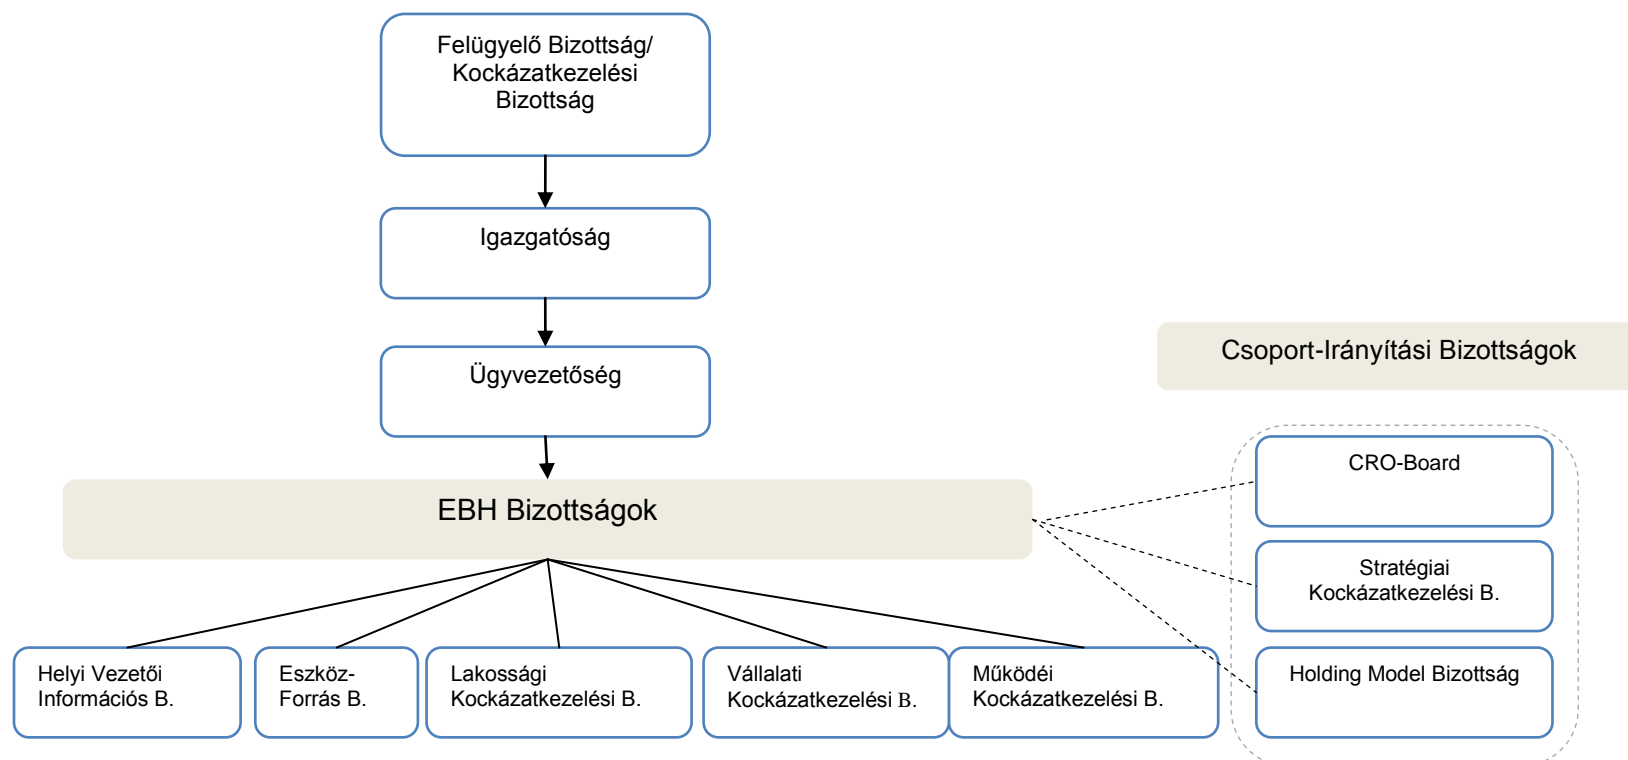 Felügyelő Bizottság/
Kockázatkezelési
Bizottság
Igazgatóság
Ügyvezetőség
Csoport-Irányítási Bizottságok
EBH Bizottságok
CRO-Board
Stratégiai
Kockázatkezelési B.
Holding Model Bizottság
Helyi Vezetői
Információs B.
Eszköz-
Forrás B.
Lakossági
Kockázatkezelési B.
Vállalati
Kockázatkezelési B.
Működéi
Kockázatkezelési B.